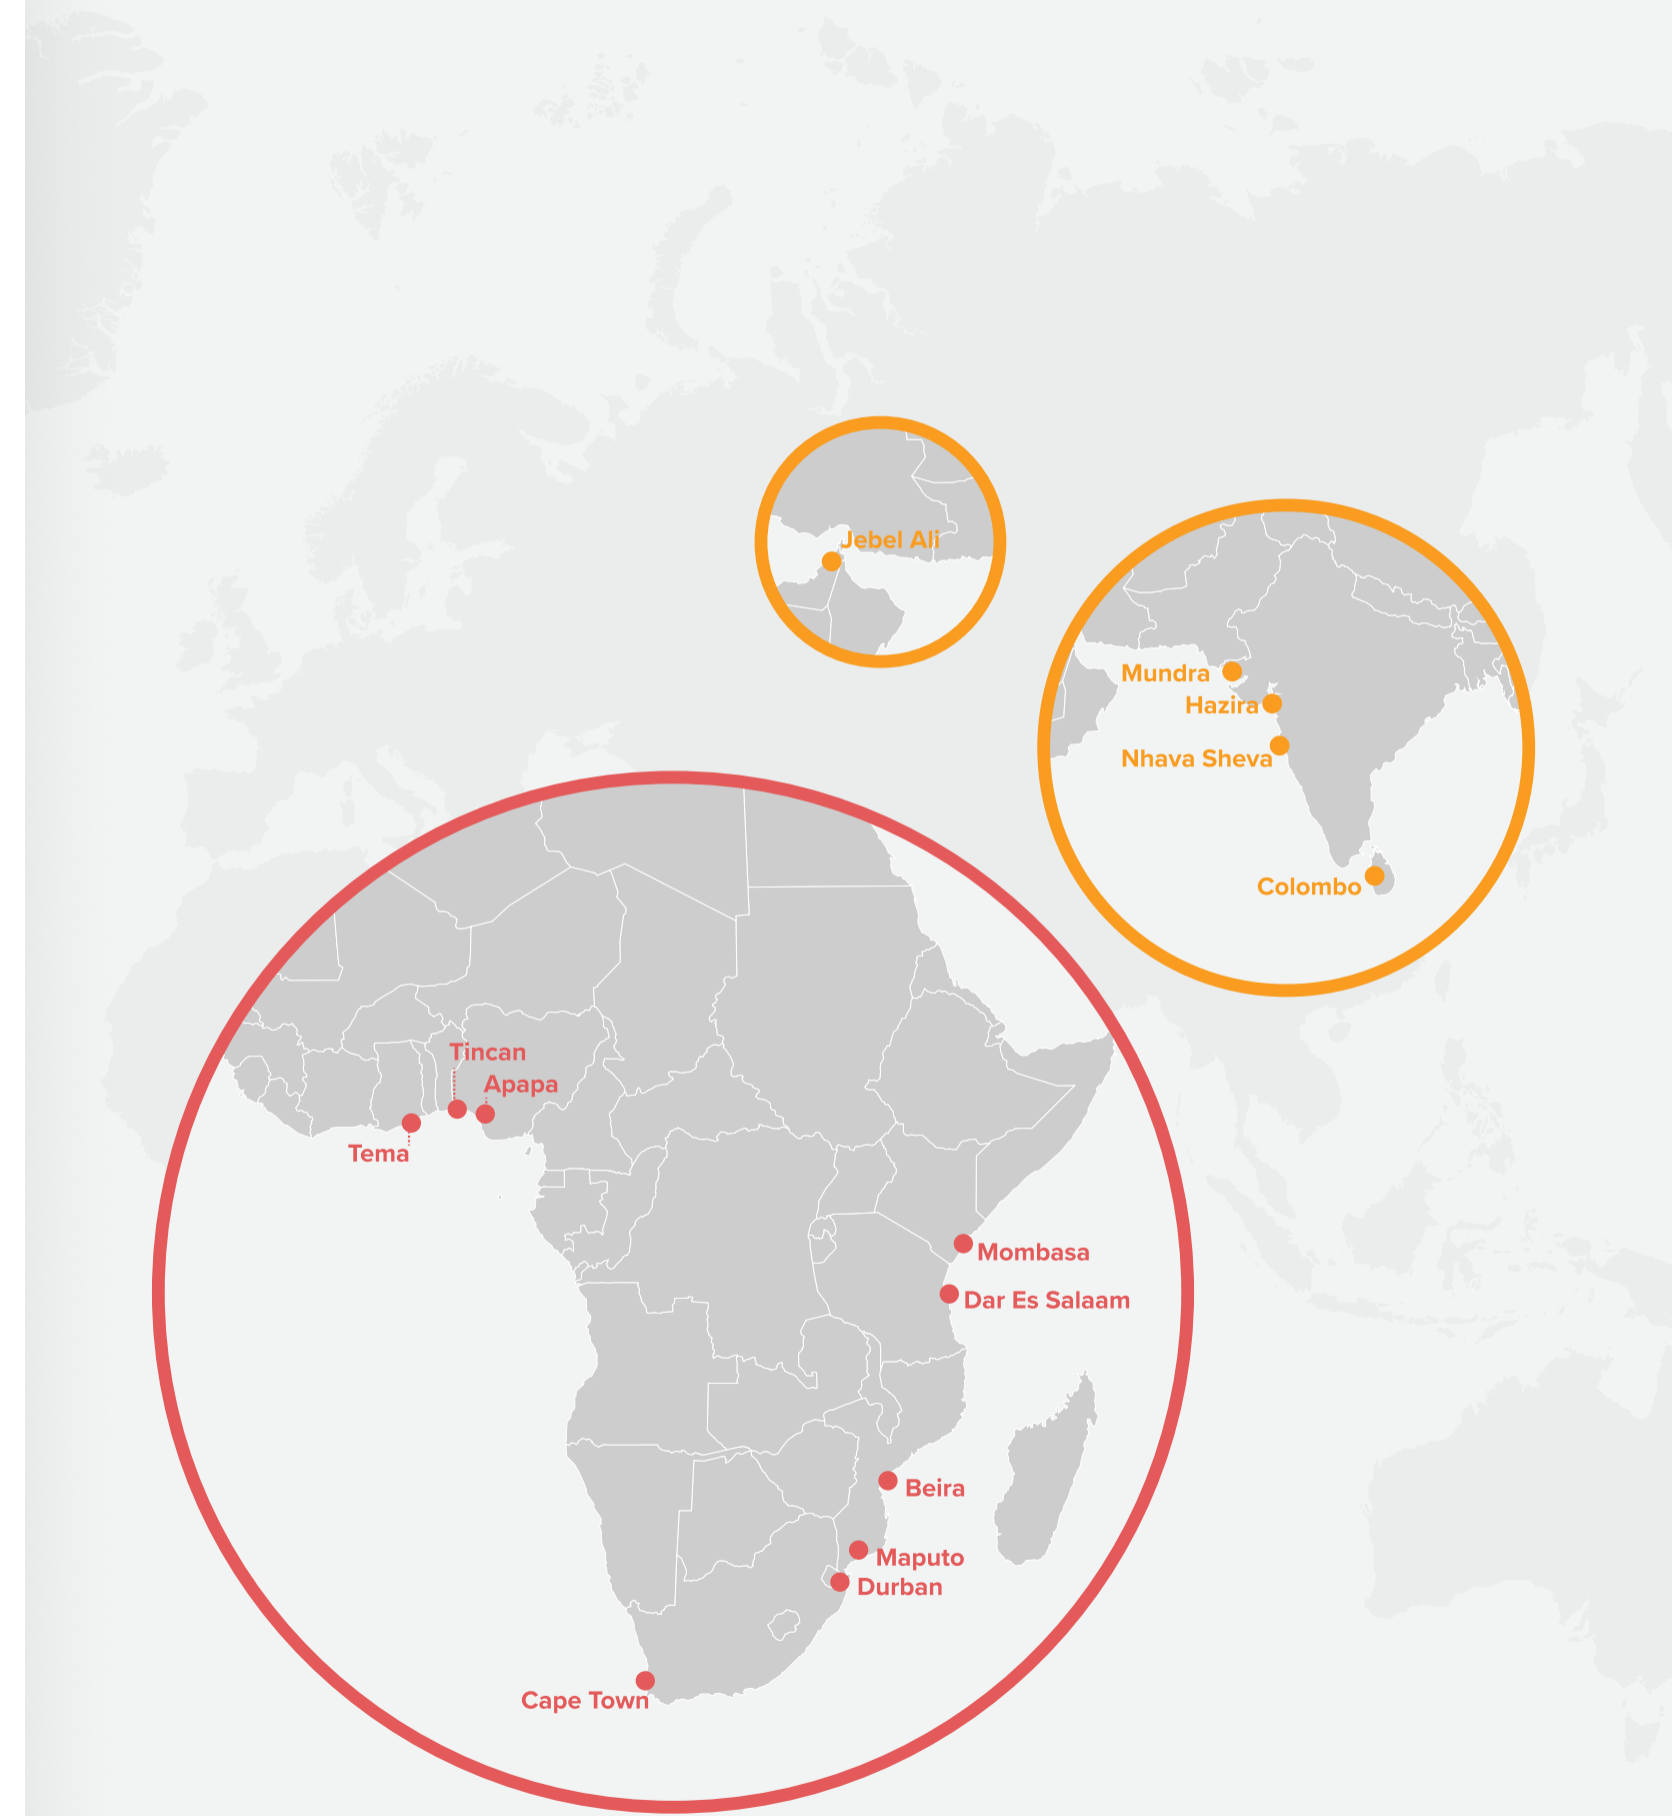 Jebel Ali
Mundra
Hazira
Nhava Sheva
Colombo
Tincan
Apapa
Tema
Mombasa
Dar Es Salaam
Beira
Maputo
Durban
Cape Town